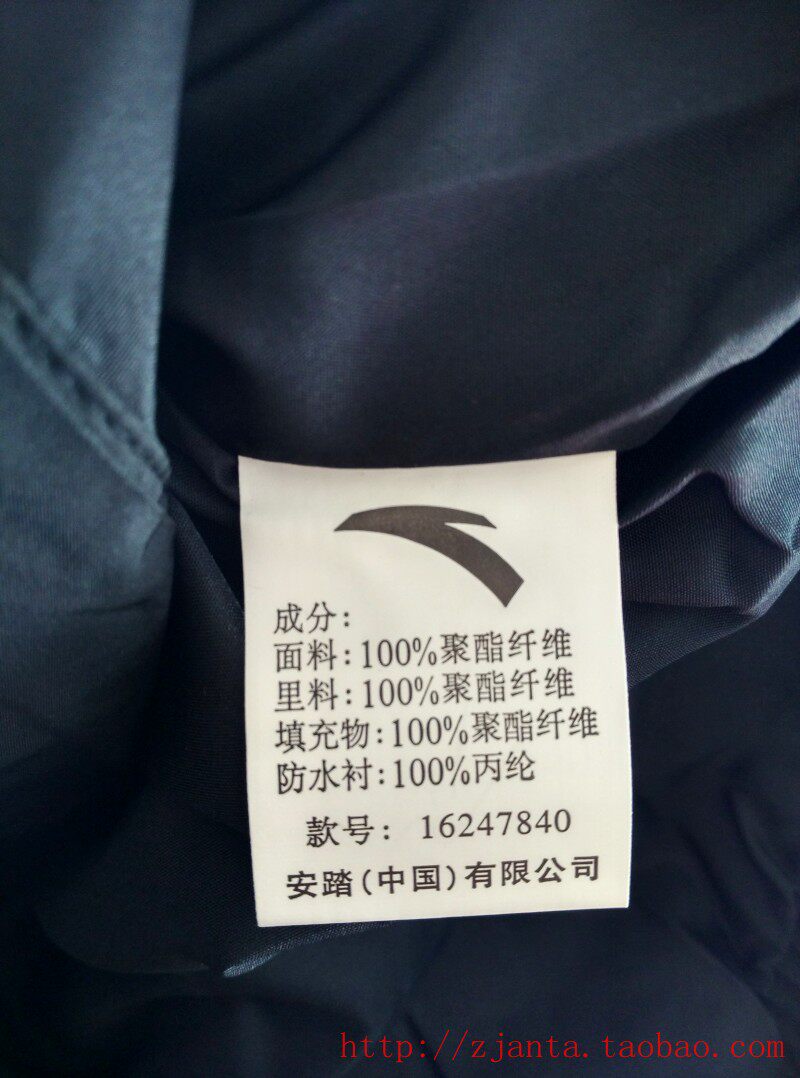 成分:
面料:100%聚酯纤维
里料:100%聚酯纤维
填充物:100%聚酯纤维
防水衬:100%丙纶
款号: 16247840
安踏(中国)有限公司
http://zjanta.taobao.com